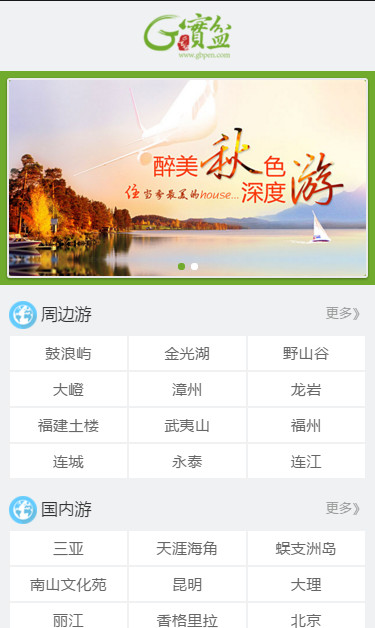 G寶盆
www.gbpen.com
醉美秋色
深度游
住当季最美的house...
周边游 更多》
鼓浪屿 金光湖 野山谷
大嶝 漳州 龙岩
福建土楼 武夷山 福州
连城 永泰 连江
国内游 更多》
三亚 天涯海角 蜈支洲岛
南山文化苑 昆明 大理
丽江 香格里拉 北京